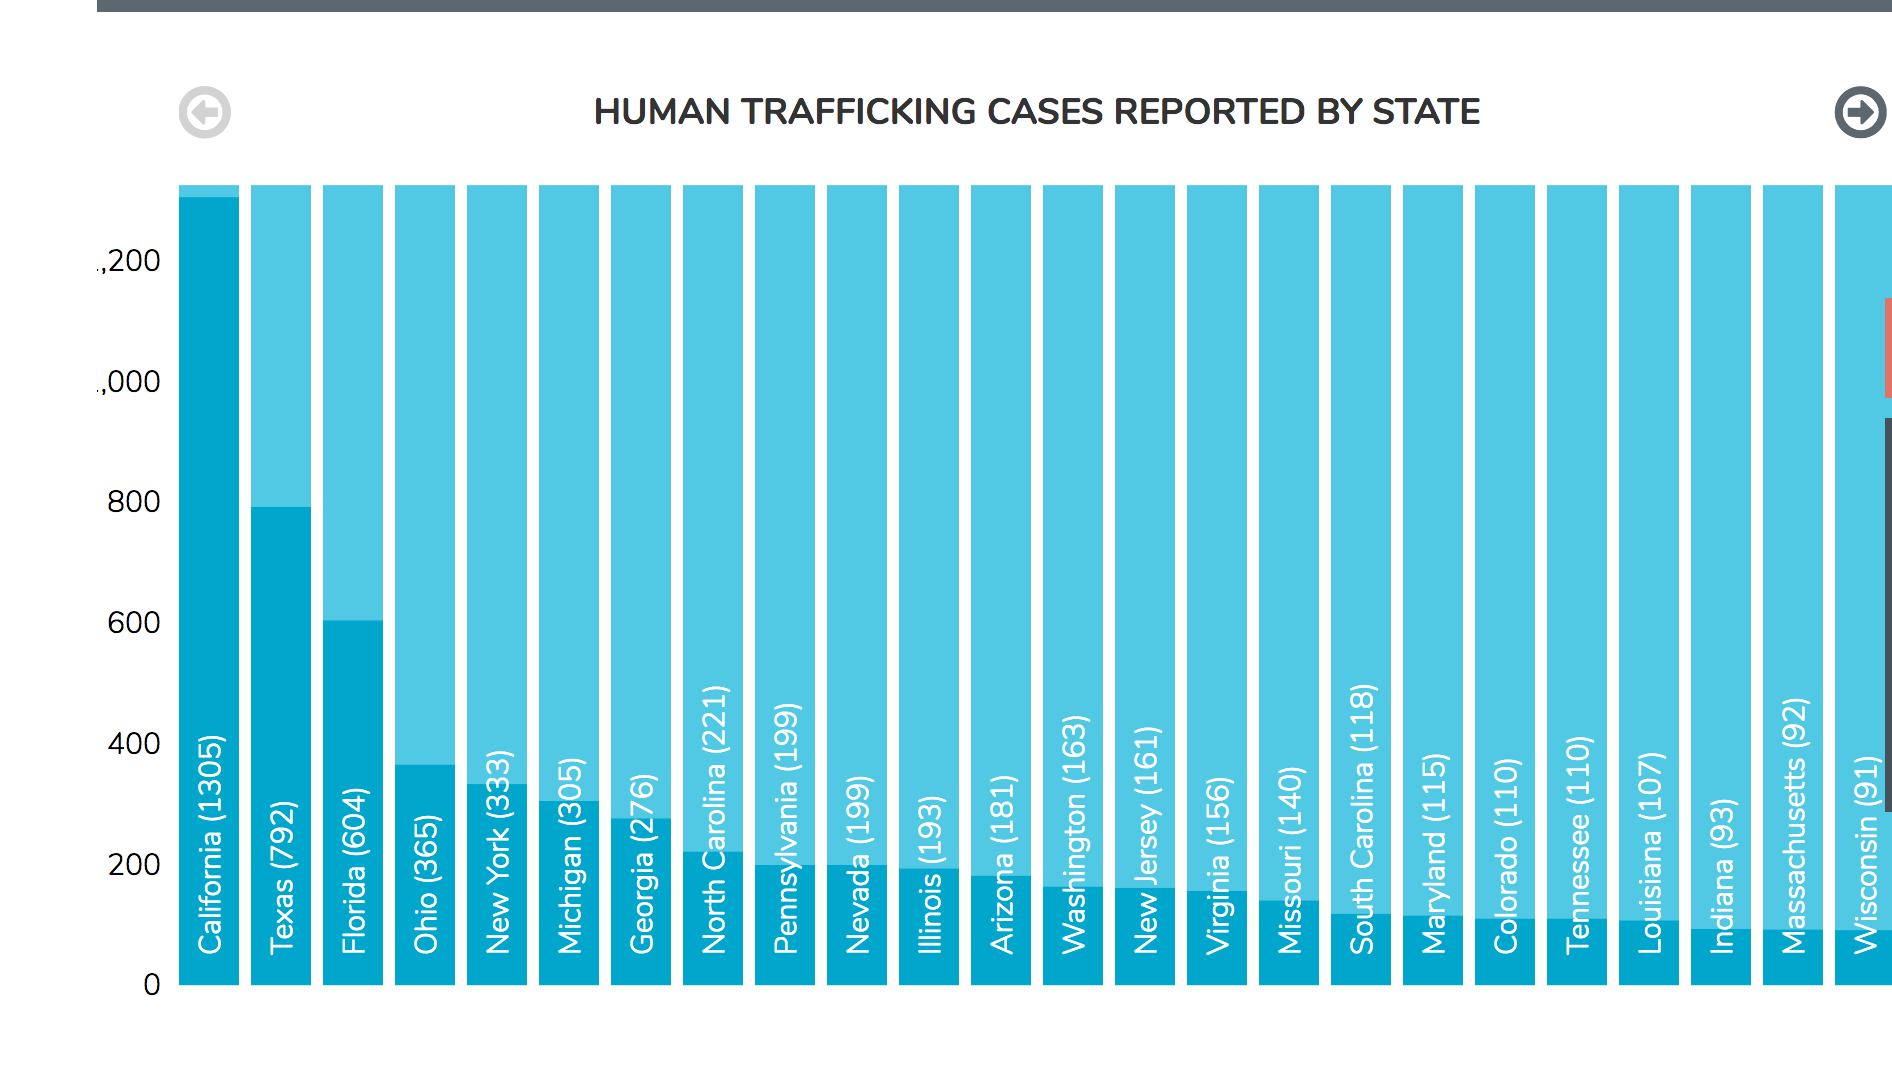 HUMAN TRAFFICKING CASES REPORTED BY STATE
,200
,000
800
600
400
200
0
California (1305)
Texas (792)
Florida (604)
Ohio (365)
New York (333)
Michigan (305)
Georgia (276)
North Carolina (221)
Pennsylvania (199)
Nevada (199)
Illinois (193)
Arizona (181)
Washington (163)
New Jersey (161)
Virginia (156)
Missouri (140)
South Carolina (118)
Maryland (115)
Colorado (110)
Tennessee (110)
Louisiana (107)
Indiana (93)
Massachusetts (92)
Wisconsin (91)